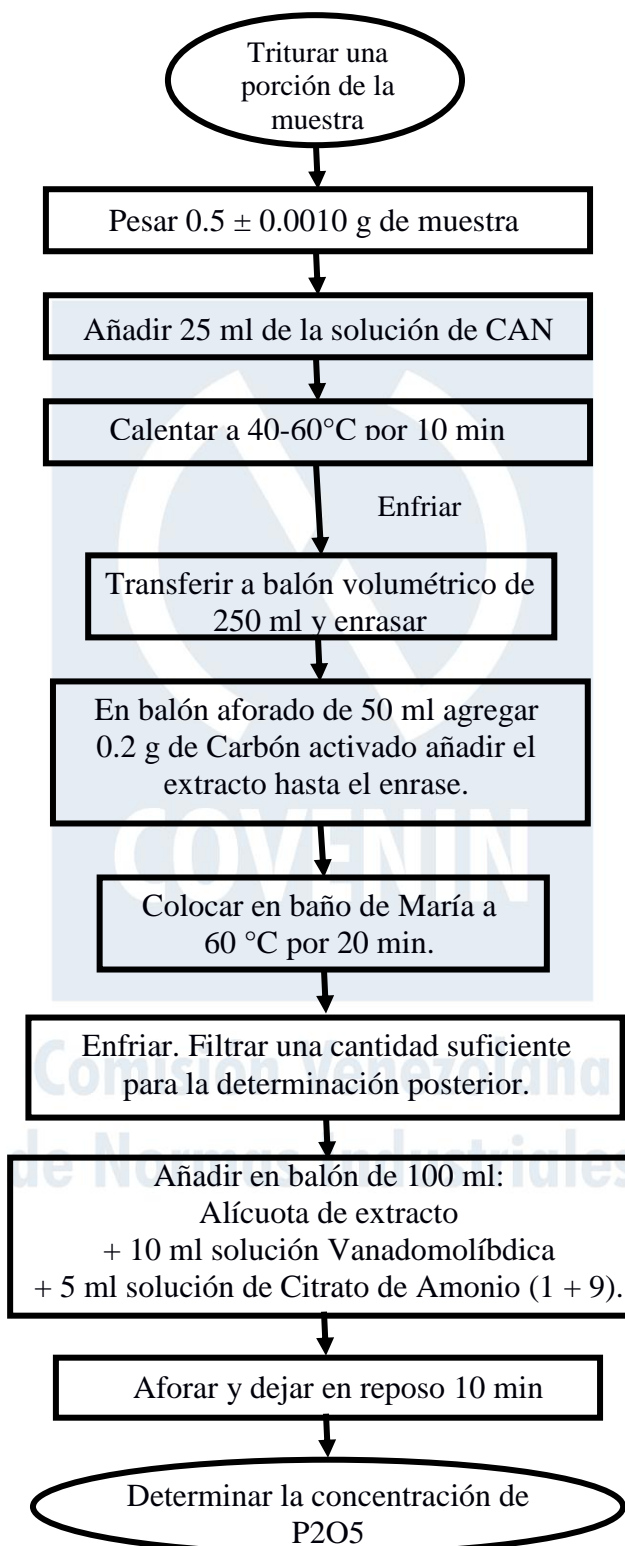 Triturar una
porción de la
muestra
Pesar 0.5 ± 0.0010 g de muestra
Añadir 25 ml de la solución de CAN
Calentar a 40-60°C por 10 min
Enfriar
Transferir a balón volumétrico de
250 ml y enrasar
En balón aforado de 50 ml agregar
0.2 g de Carbón activado añadir el
extracto hasta el enrase.
COVENIN
Colocar en baño de María a
60 °C por 20 min.
Enfriar. Filtrar una cantidad suficiente
para la determinación posterior.
Comisión Venezolana
de Normas Industriales
Añadir en balón de 100 ml:
Alícuota de extracto
+ 10 ml solución Vanadomolíbdica
+ 5 ml solución de Citrato de Amonio (1 + 9).
Aforar y dejar en reposo 10 min
Determinar la concentración de
P2O5